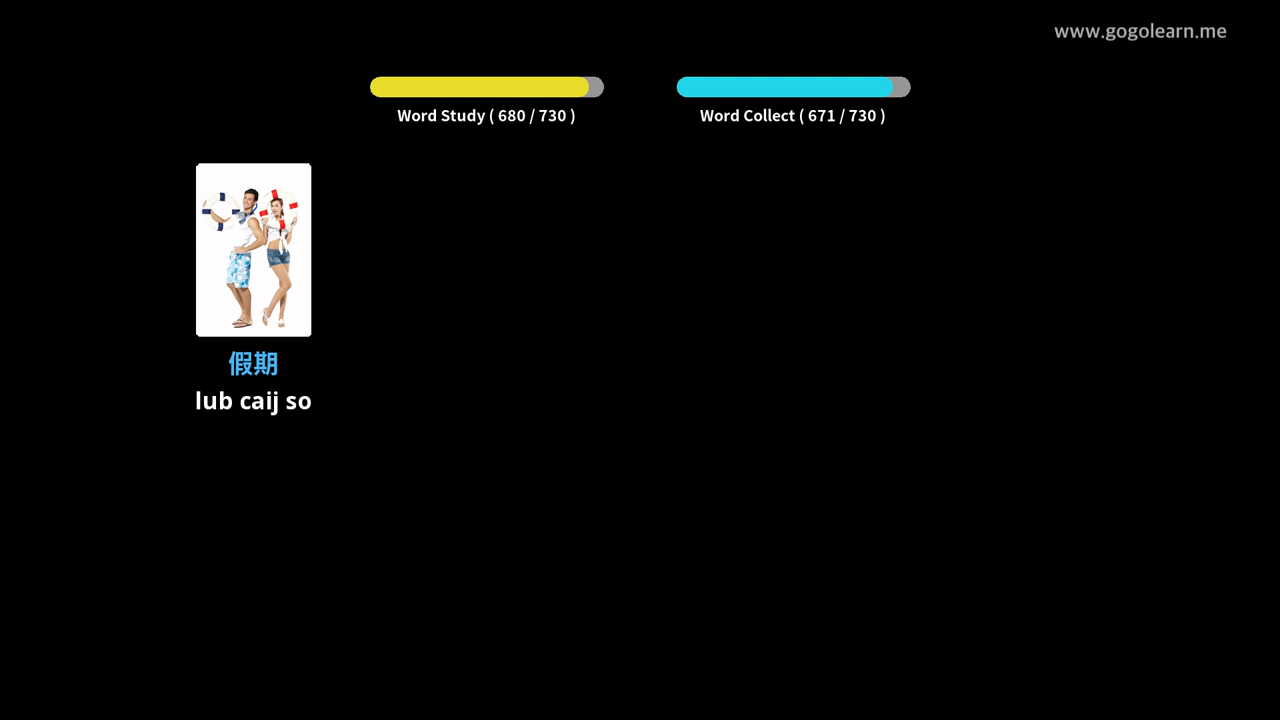 www.gogolearn.me
Word Study ( 680 / 730 )
Word Collect ( 671 / 730 )
假期
lub caij so